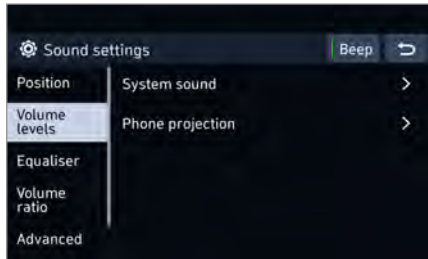 Sound settings
Beep
Position
System sound
Volume
levels
Phone projection
Equaliser
Volume
ratio
Advanced